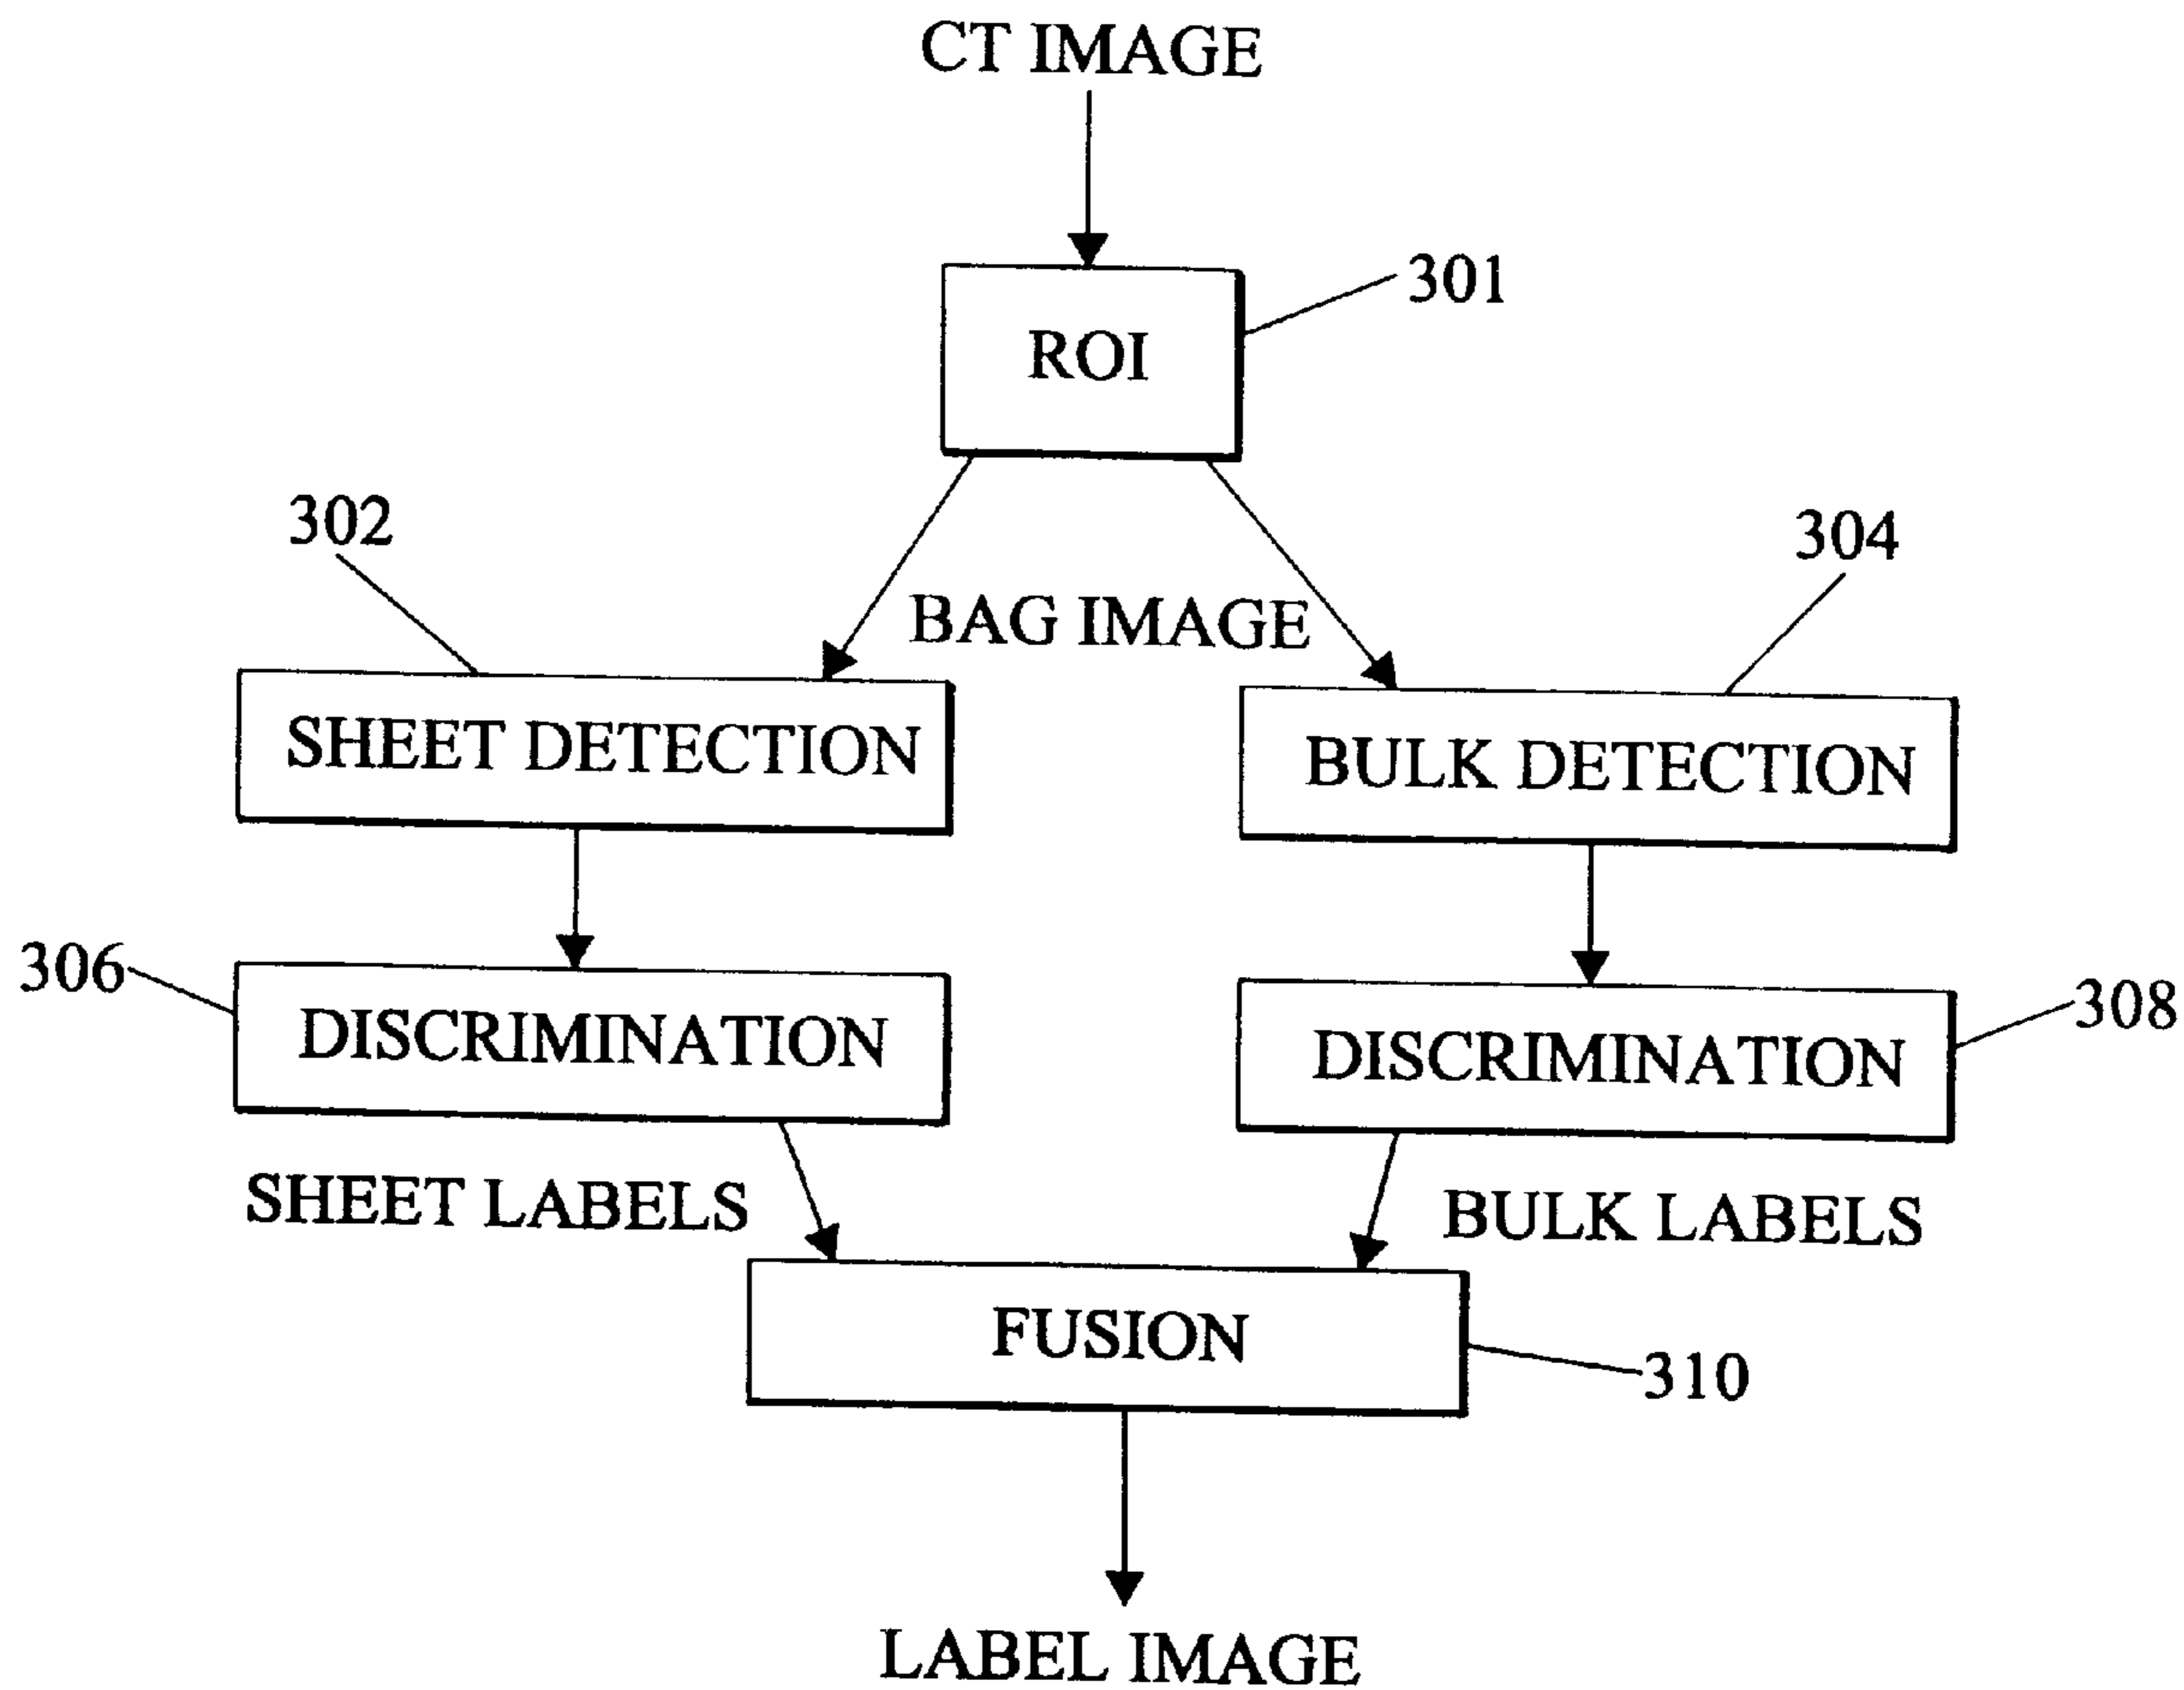 CT IMAGE
301
ROI
302
304
BAG IMAGE
SHEET DETECTION
BULK DETECTION
306
DISCRIMINATION
308
DISCRIMINATION
SHEET LABELS
BULK LABELS
FUSION
310
LABEL IMAGE